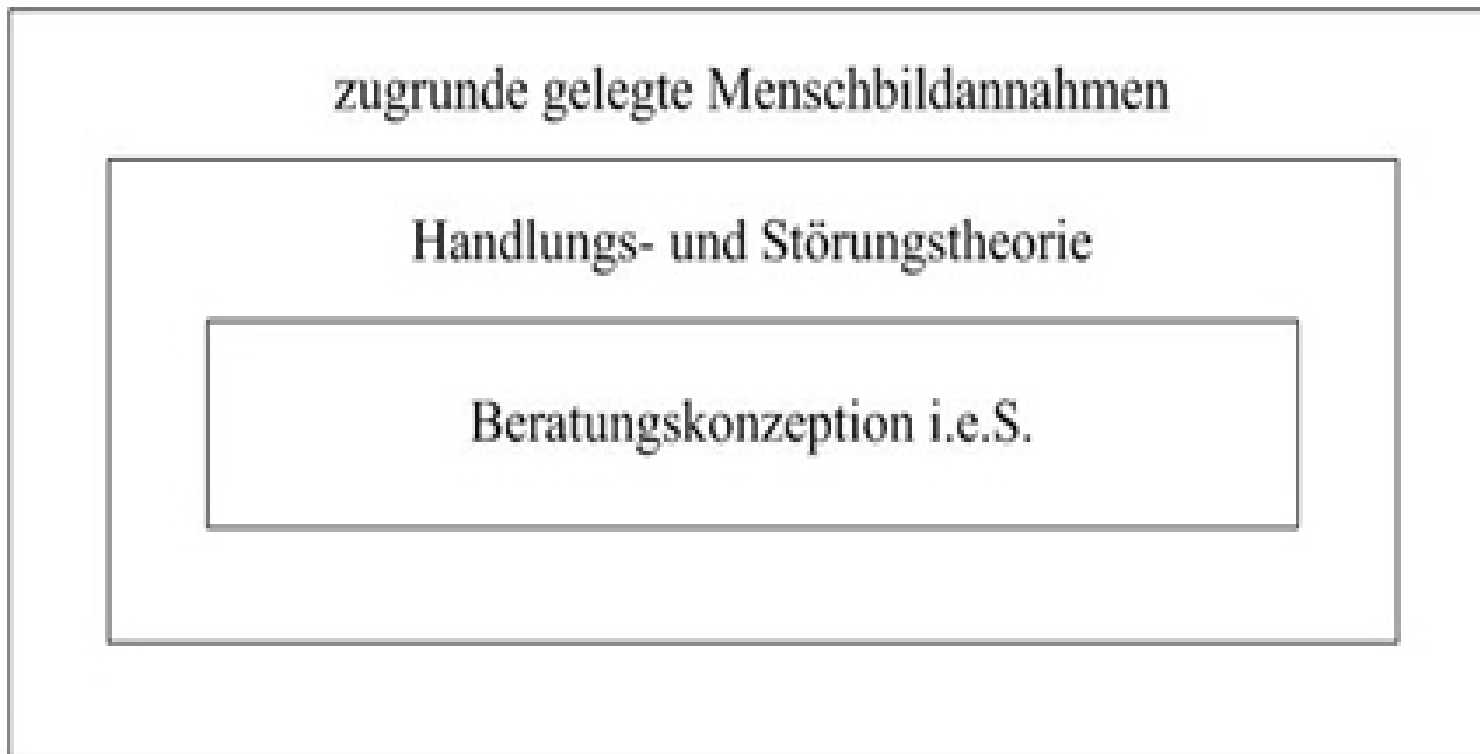 zugrunde gelegte Menschbildannahmen
Handlungs- und Störungstheorie
Beratungskonzeption i.e.S.